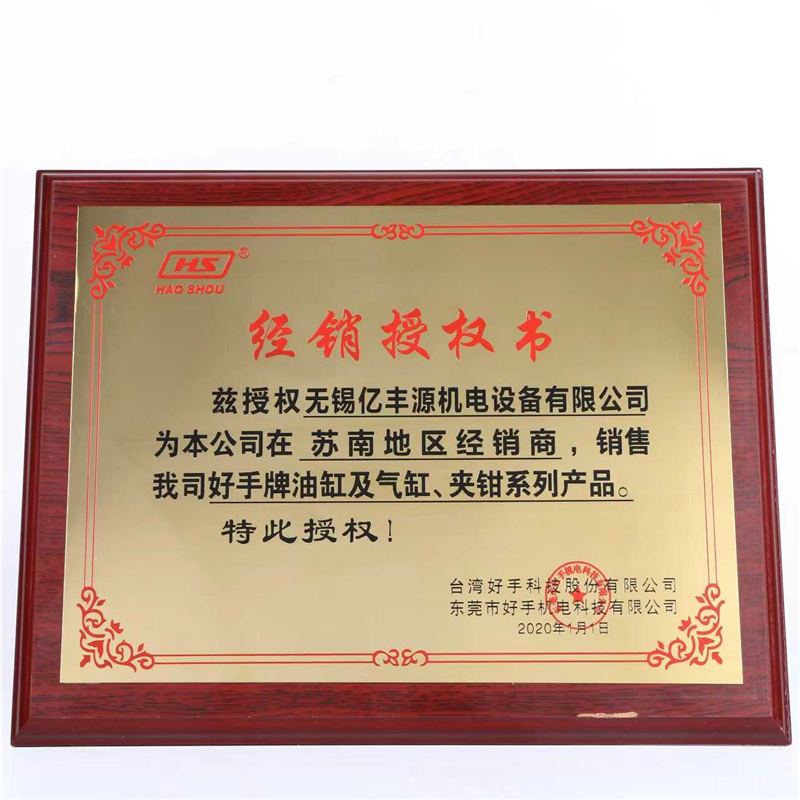 HS®
HAO SHOU
经销授权书
兹授权无锡亿丰源机电设备有限公司
为本公司在 苏南地区经销商,销售
我司好手牌油缸及气缸、夹钳系列产品。
特此授权!
台湾好手科技股份有限公司
东莞市好手机电科技有限公司
2020年1月1日